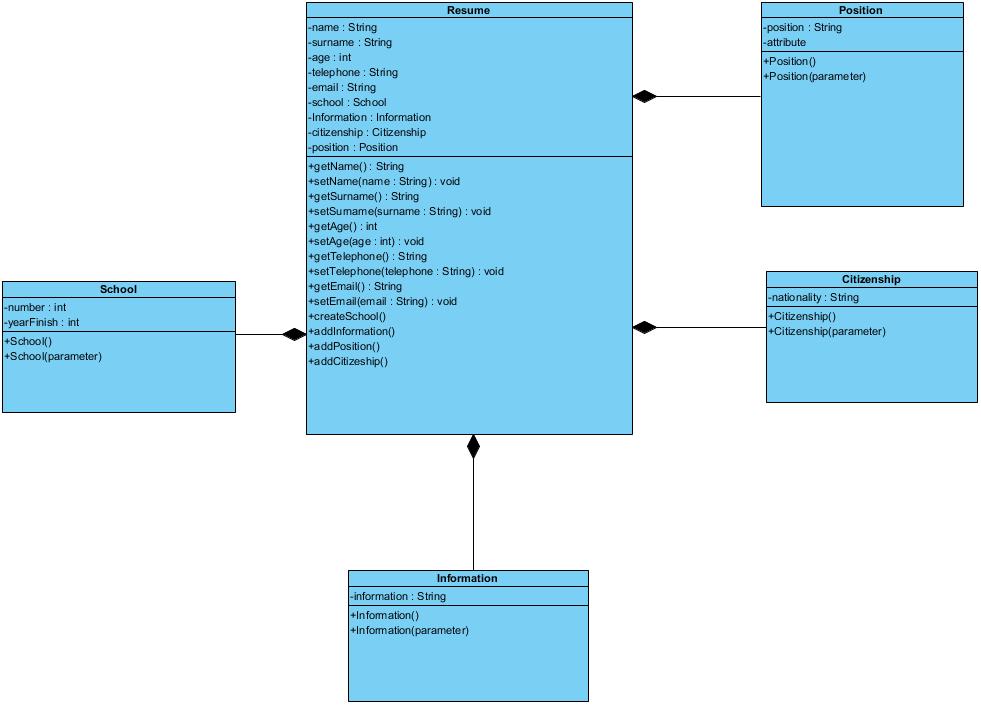 Resume
-name : String
-surname : String
-age : int
-telephone : String
-email : String
-school : School
-Information : Information
-citizenship : Citizenship
-position : Position
+getName() : String
+setName(name : String) : void
+getSurname() : String
+setSurname(surname : String) : void
+getAge() : int
+setAge(age : int) : void
+getTelephone() : String
+setTelephone(telephone : String) : void
+getEmail() : String
+setEmail(email : String) : void
+createSchool()
+addInformation()
+addPosition()
+addCitizeship()
Position
-position : String
-attribute
+Position()
+Position(parameter)
School
-number : int
-yearFinish : int
+School()
+School(parameter)
Citizenship
-nationality : String
+Citizenship()
+Citizenship(parameter)
Information
-information : String
+Information()
+Information(parameter)